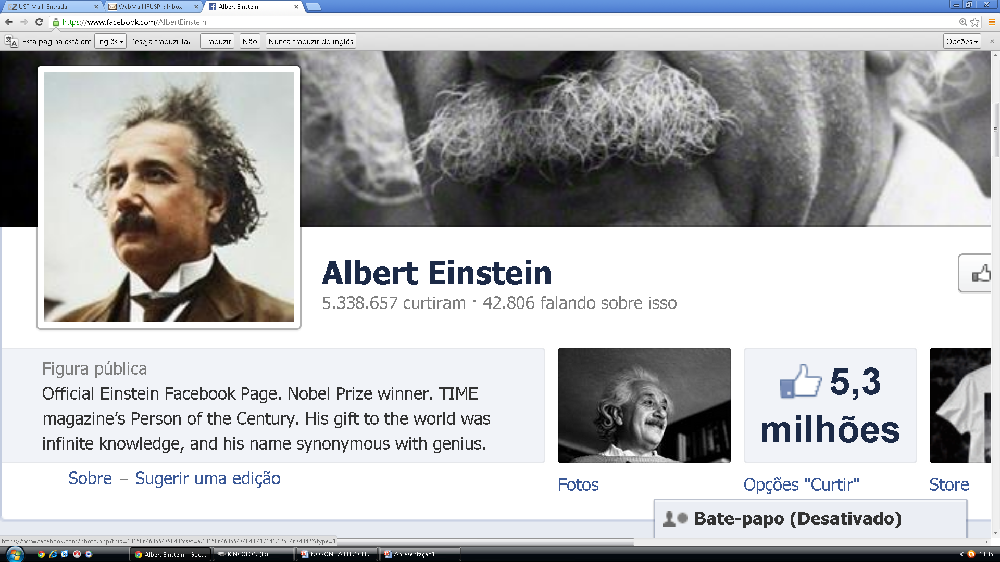 USP Mail: Entrada
WebMail IFUSP :: Inbox
Albert Einstein
https://www.facebook.com/AlbertEinstein
Esta página está em inglês Deseja traduzi-la? Traduzir Não Nunca traduzir do inglês Opções
Albert Einstein
5.338.657 curtiram · 42.806 falando sobre isso
Figura pública
Official Einstein Facebook Page. Nobel Prize winner. TIME
magazine’s Person of the Century. His gift to the world was
infinite knowledge, and his name synonymous with genius.
Sobre – Sugerir uma edição
5,3
milhões
Fotos
Opções "Curtir"
Store
Bate-papo (Desativado)
https://www.facebook.com/photo.php?fbid=10150646056479843&set=a.10150646056474843.417141.12534674842&type=1
Albert Einstein - Goo...
KINGSTON (F:)
NORONHA LUIZ GU...
Apresentação1
18:35